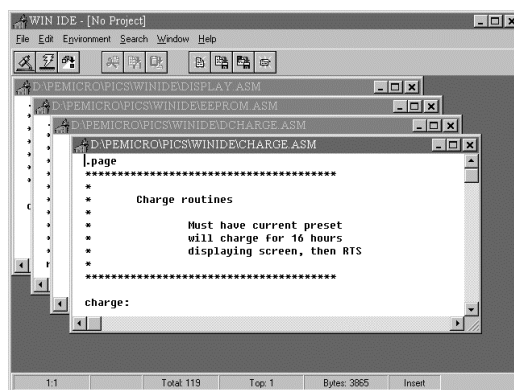 WIN IDE - [No Project]
File Edit Environment Search Window Help
D:\PEMICRO\PICS\WINIDE\DISPLAY.ASM
D:\PEMICRO\PICS\WINIDE\EEPROM.ASM
D:\PEMICRO\PICS\WINIDE\DCHARGE.ASM
D:\PEMICRO\PICS\WINIDE\CHARGE.ASM
.page
***************************************
*
* Charge routines
*
* Must have current preset
* will charge for 16 hours
* displaying screen, then RTS
*
***************************************
charge:
1:1 Total: 119 Top: 1 Bytes: 3865 Insert